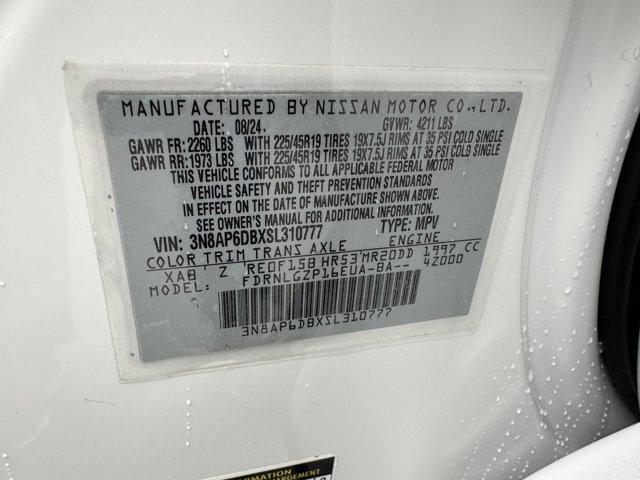 MANUFACTURED BY NISSAN MOTOR CO., LTD.
DATE: 08/24. GVWR: 4211 LBS
GAWR FR: 2260 LBS WITH 225/45R19 TIRES 19X7.5J RIMS AT 35 PSI COLD SINGLE
GAWR RR: 1973 LBS WITH 225/45R19 TIRES 19X7.5J RIMS AT 35 PSI COLD SINGLE
THIS VEHICLE CONFORMS TO ALL APPLICABLE FEDERAL MOTOR
VEHICLE SAFETY AND THEFT PREVENTION STANDARDS
IN EFFECT ON THE DATE OF MANUFACTURE SHOWN ABOVE.
SEE OWNER'S MANUAL FOR ADDITIONAL INFORMATION
VIN: 3N8AP6DBXSL310777 TYPE: MPV
COLOR TRIM TRANS AXLE ENGINE
XAB Z RE0F15B HR53 MR20DD 1997 CC
MODEL: FDRNLGZP16EUA-BA-- 42000
3N8AP6DBXSL310777